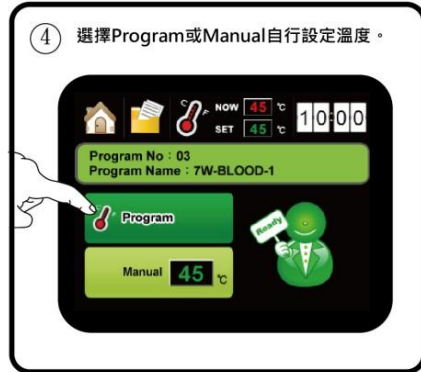 ④ 選擇Program或Manual自行設定溫度。
NOW 45 ℃
SET 45 ℃
10:00
C F
Program No：03
Program Name：7W-BLOOD-1
Program
Ready
Manual 45 ℃